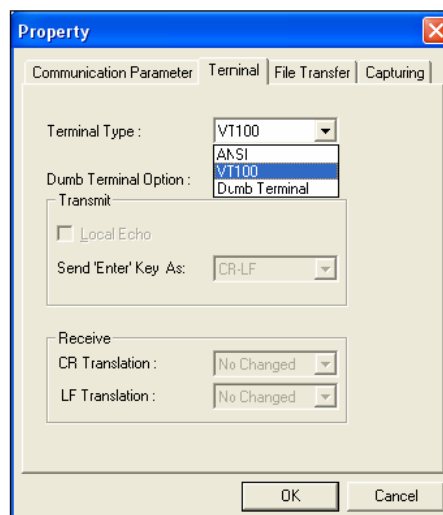 Property
Communication Parameter Terminal File Transfer Capturing
Terminal Type : VT100
ANSI
VT100
Dumb Terminal
Dumb Terminal Option :
Transmit
Local Echo
Send 'Enter' Key As: CR-LF
Receive
CR Translation : No Changed
LF Translation : No Changed
OK Cancel